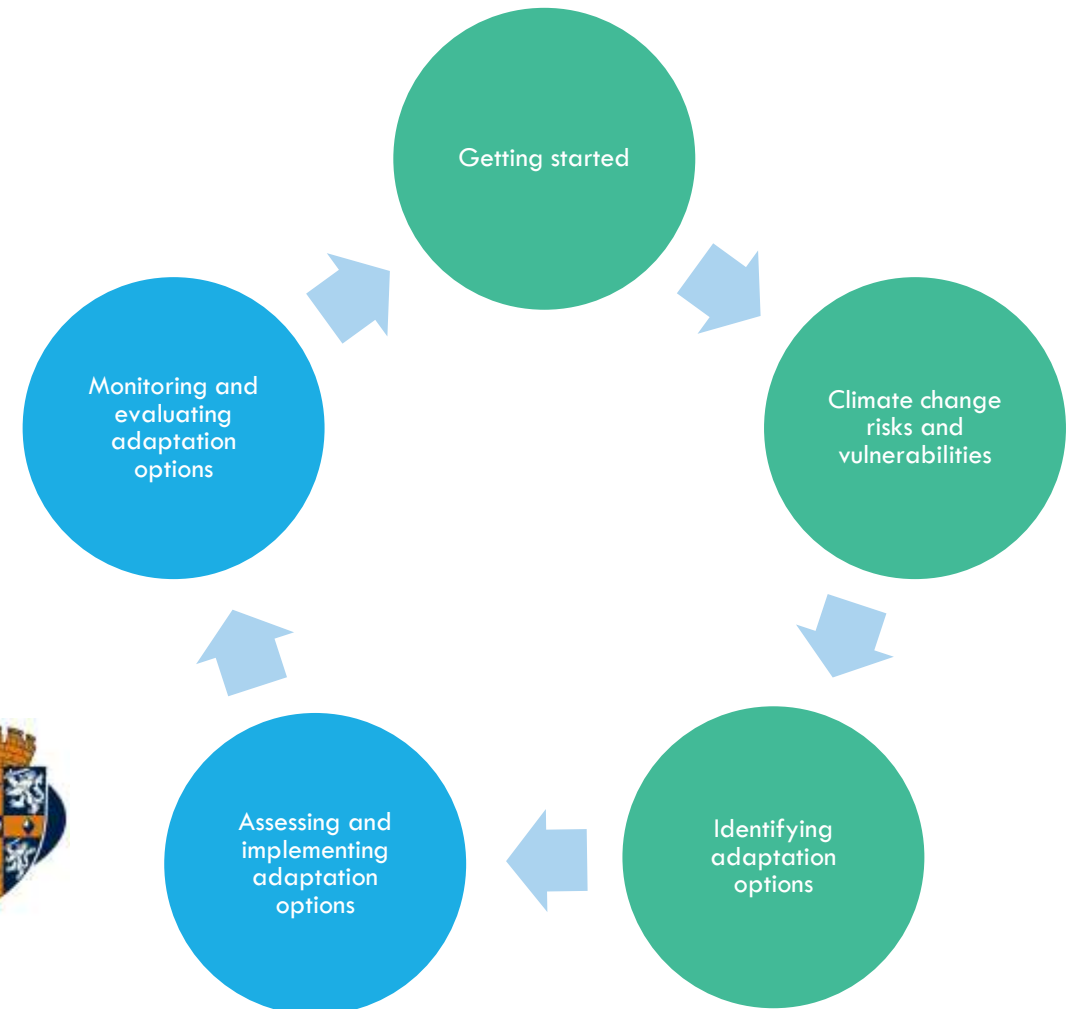 Getting started
Climate change
risks and
vulnerabilities
Identifying
adaptation
options
Assessing and
implementing
adaptation
options
Monitoring and
evaluating
adaptation
options